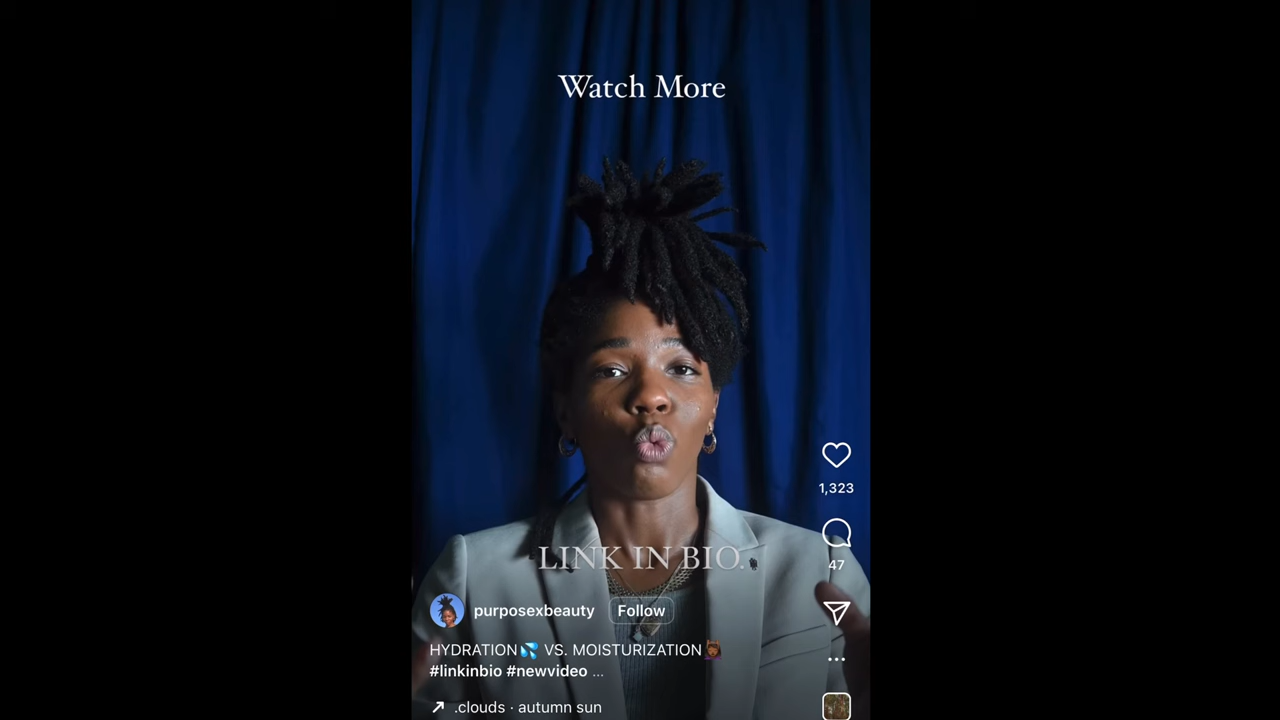 Watch More
LINK IN BIO.
1,323
47
purposexbeauty Follow
HYDRATION💦 VS. MOISTURIZATION💆🏾‍♀️
#linkinbio #newvideo ...
.clouds · autumn sun